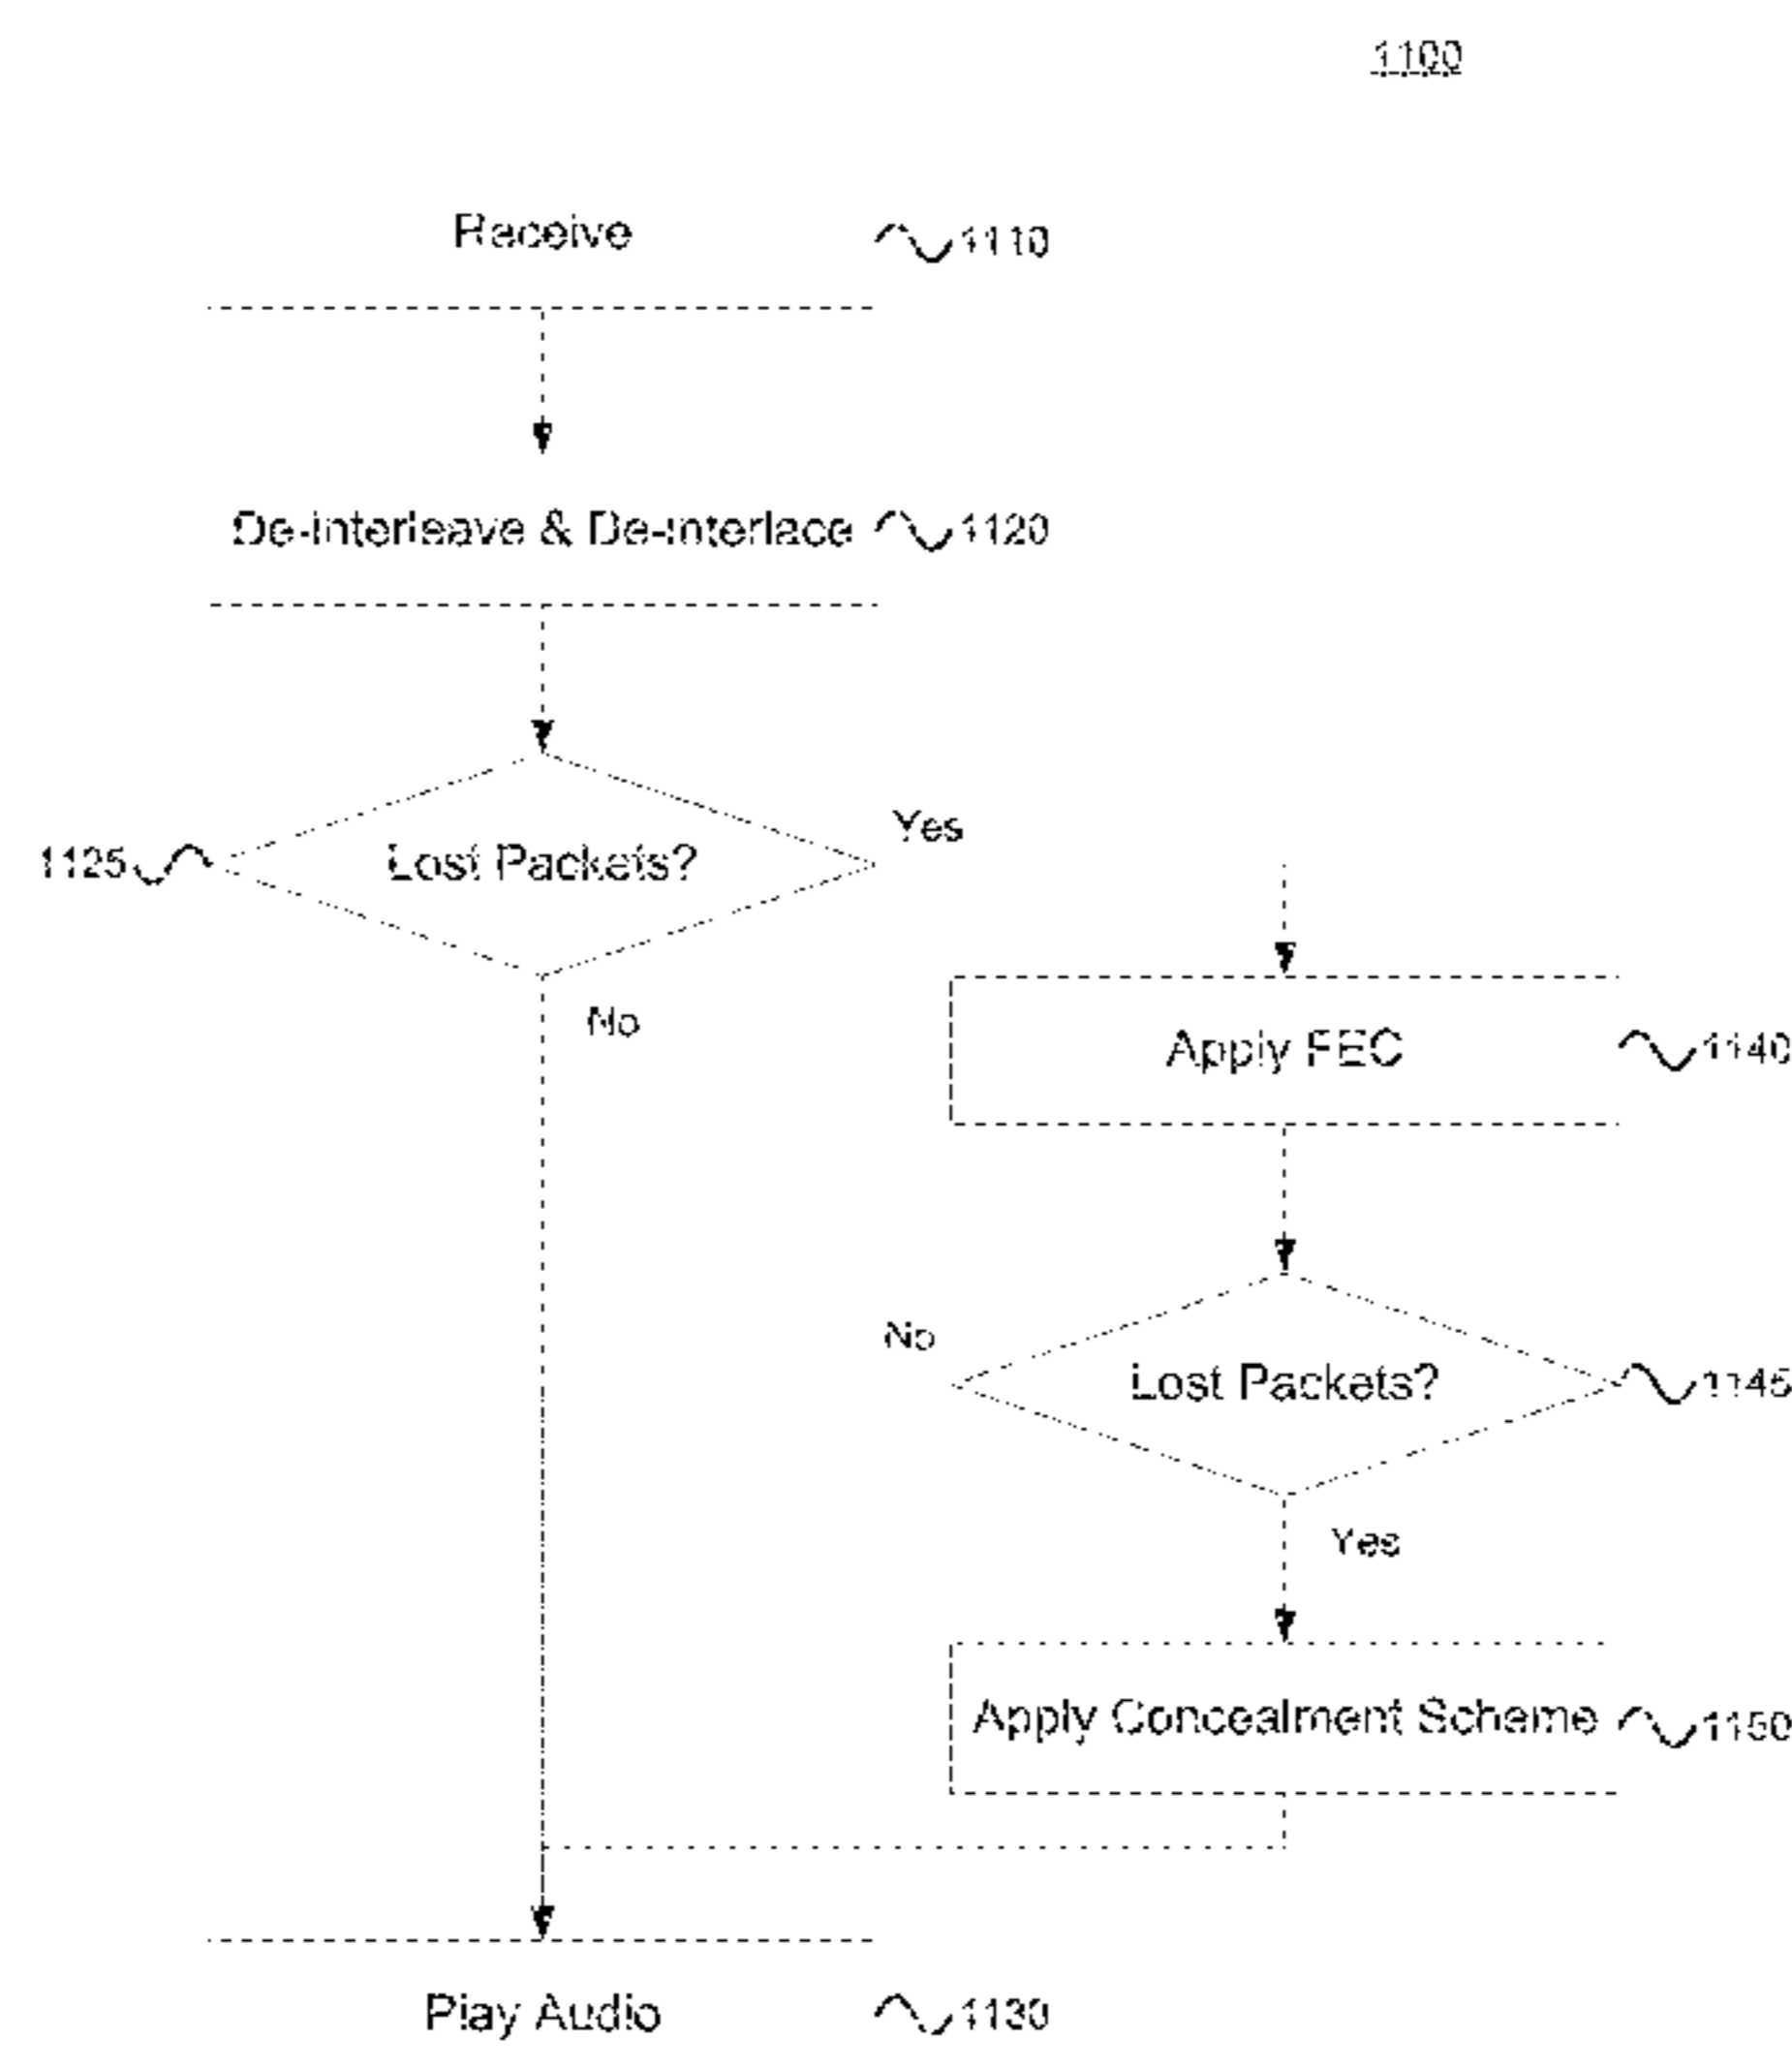 1100
Receive
1110
De-interleave & De-interlace
1120
Lost Packets?
1125
Yes
No
Apply FEC
1140
Lost Packets?
1145
No
Yes
Apply Concealment Scheme
1150
Play Audio
1130